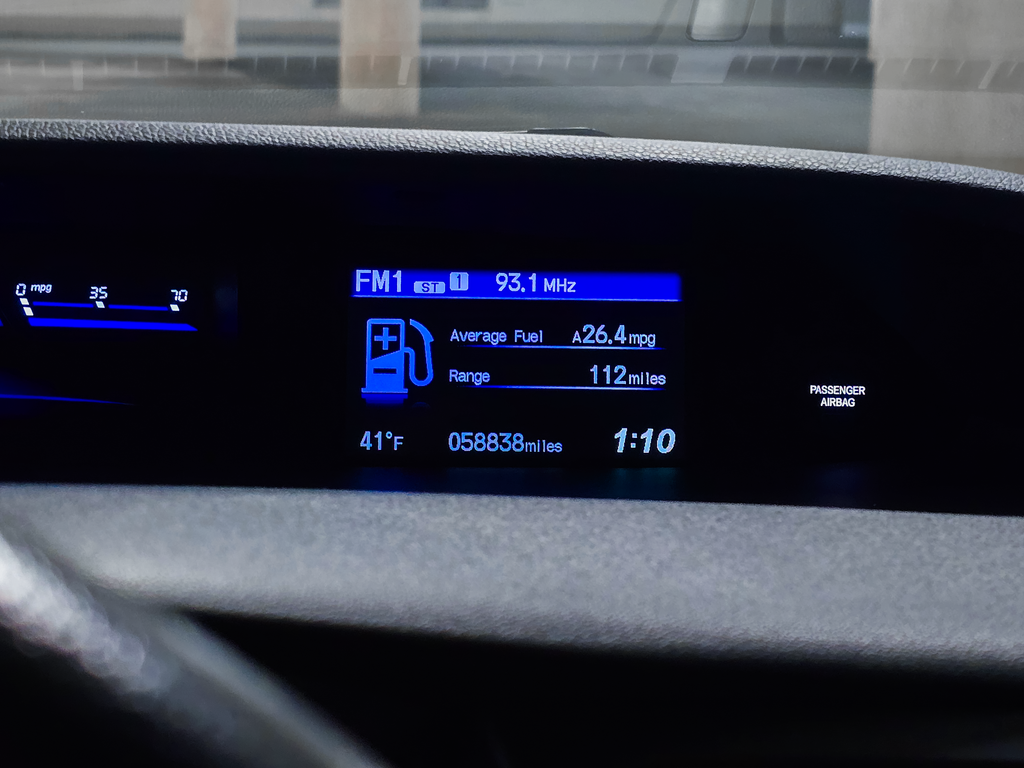 0 mpg 35 70
FM1 ST 1 93.1 MHz
Average Fuel A26.4mpg
Range 112miles
41°F 058838miles 1:10
PASSENGER
AIRBAG